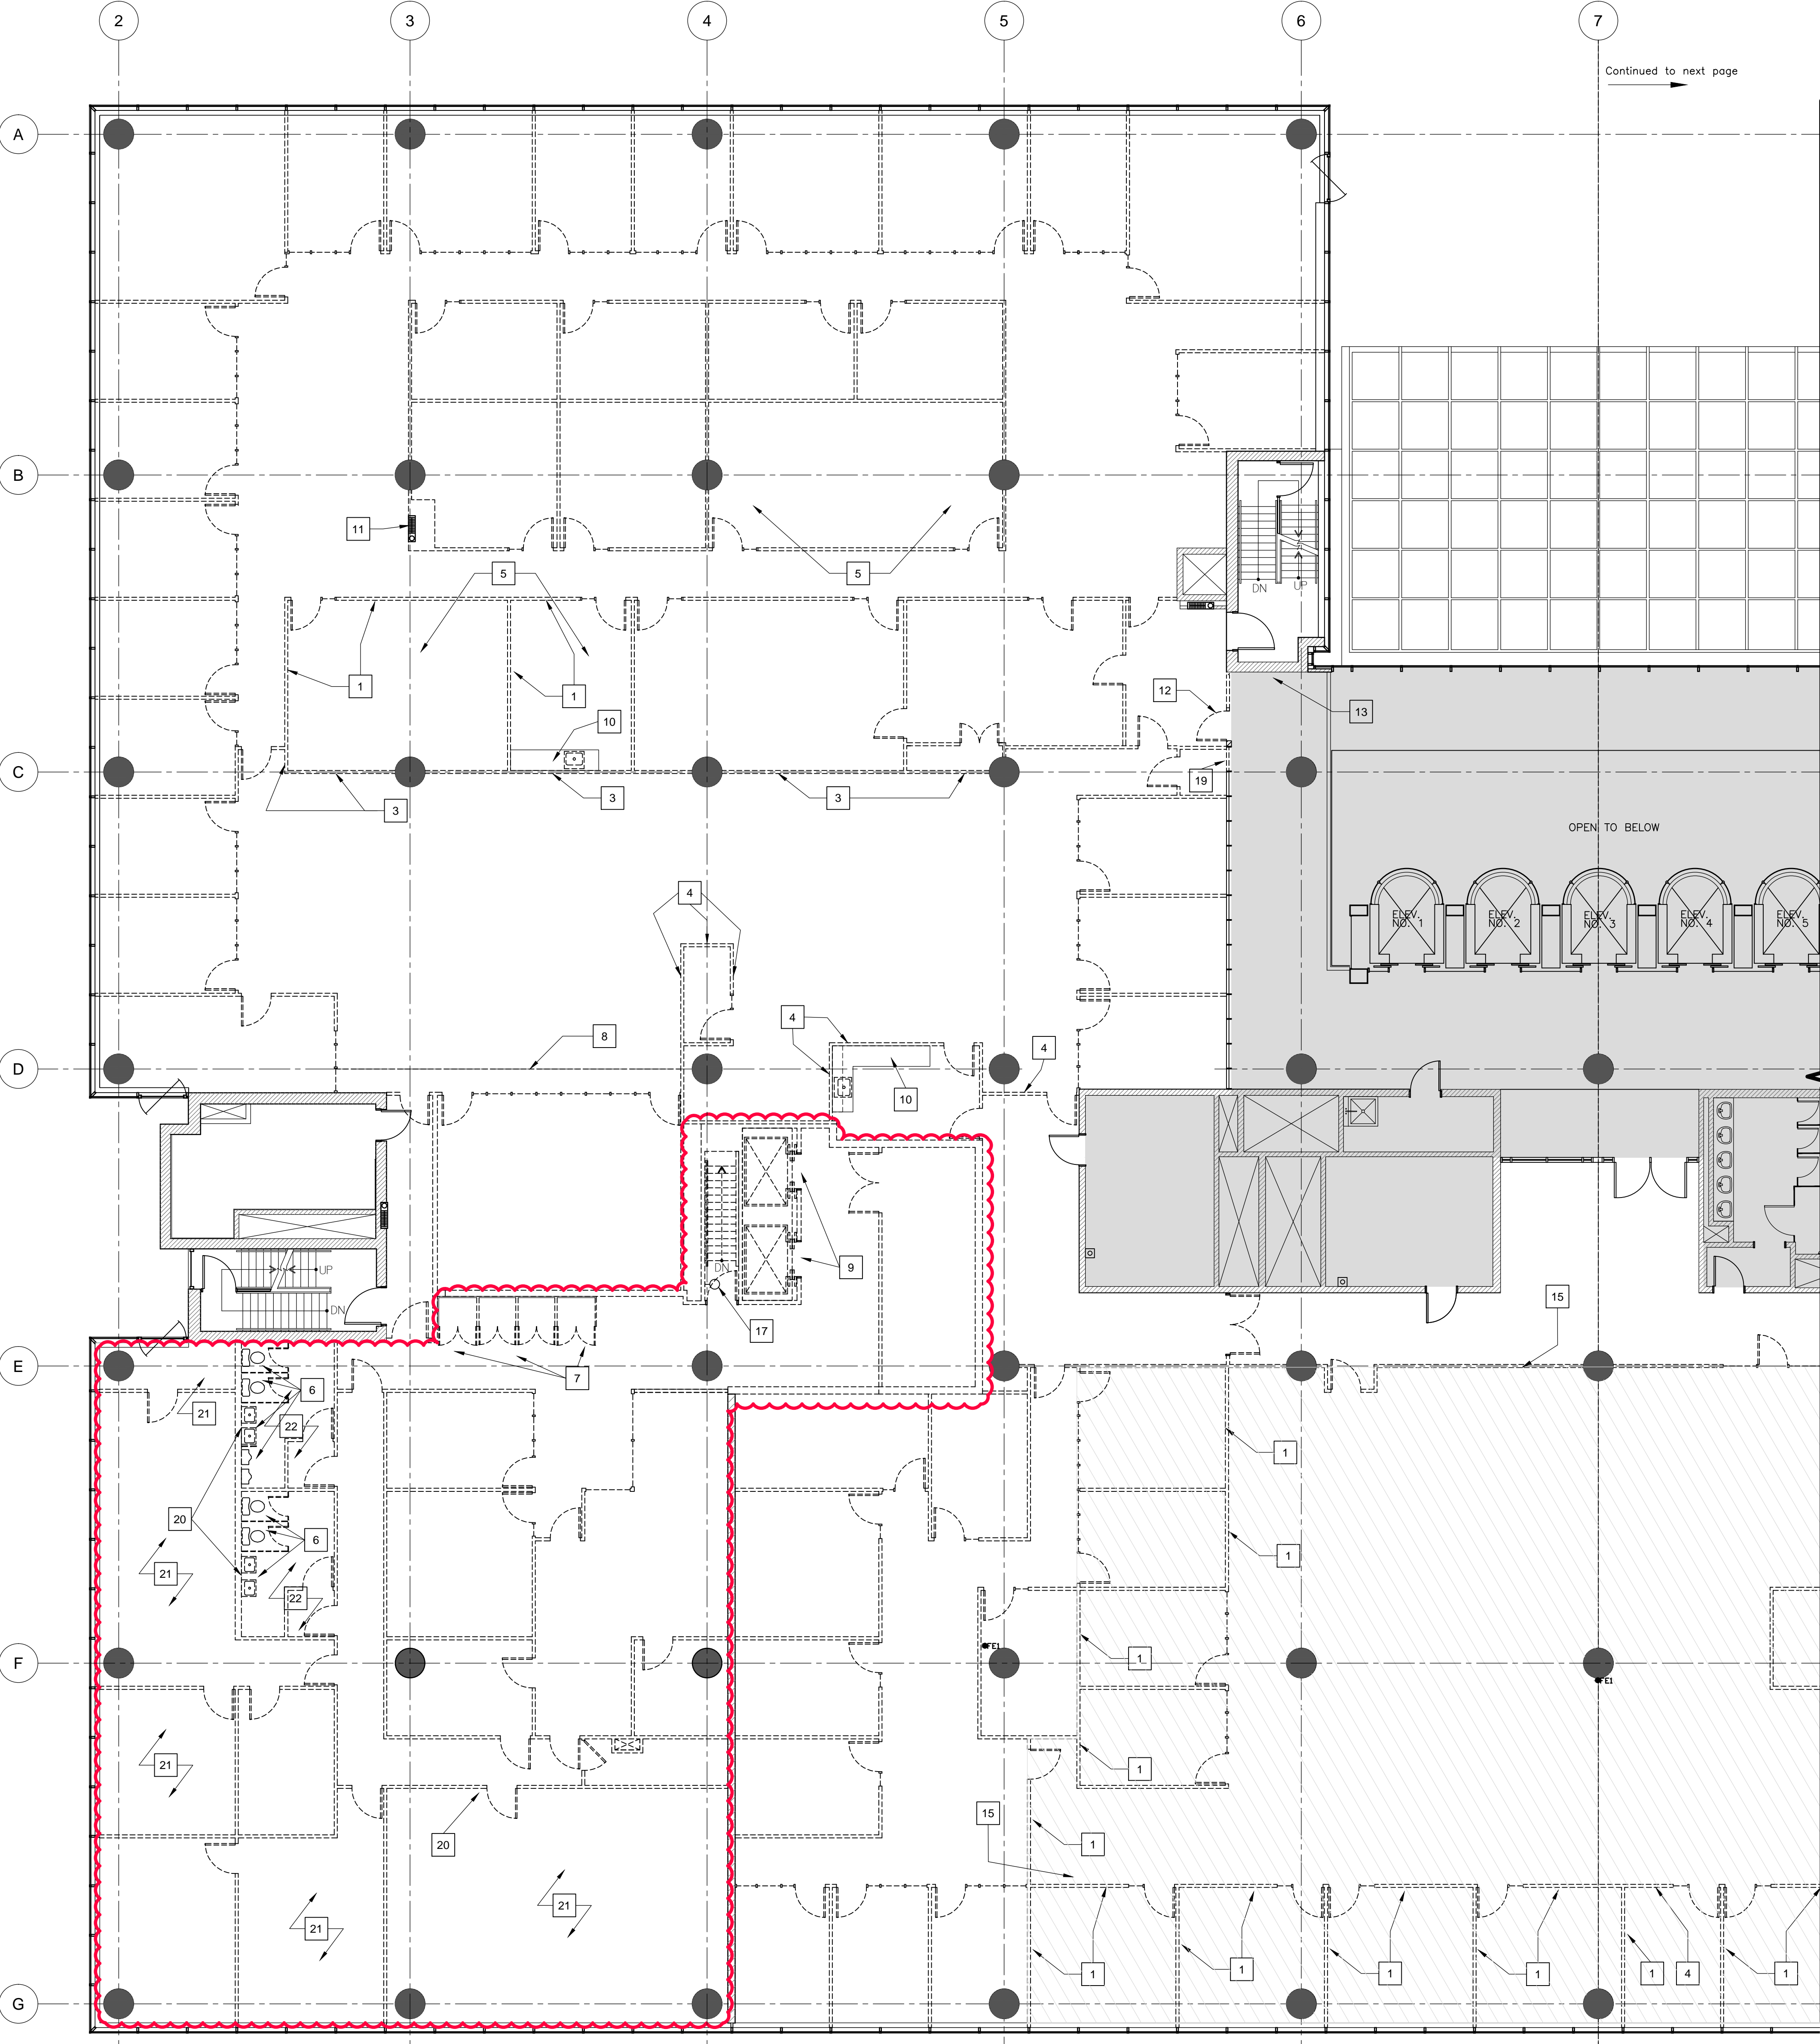 2 3 4 5 6 7
Continued to next page
A
B
11
5 5
DN UP
1 1
12
10
13
C
19
3 3 3
OPEN TO BELOW
4
ELEV. NO. 1
ELEV. NO. 2
ELEV. NO. 3
ELEV. NO. 4
ELEV. NO. 5
4
8
4
D
10
DN
9
UP
DN
17
15
E
7
6
21
22
1
20
6
1
21
22
FE1
F
1
FE1
21
1
15
20
1
21
21
1 1 1 1 1 4 1
G